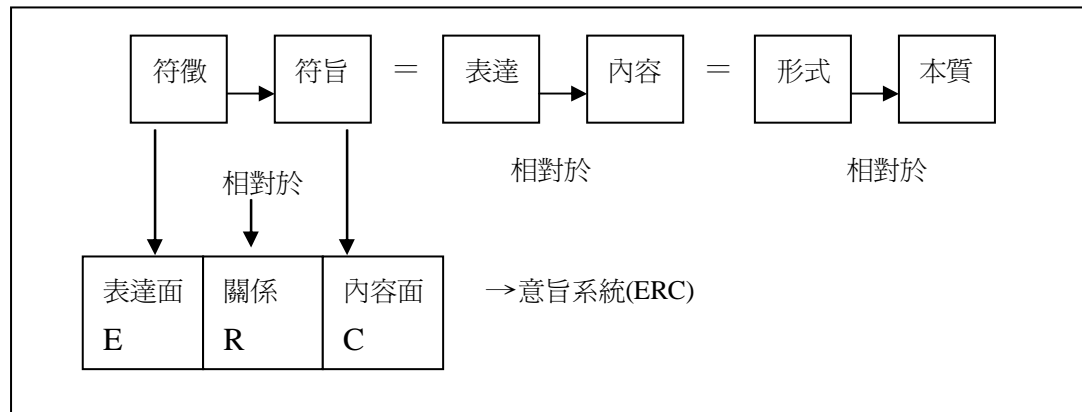 符徵 符旨 ＝ 表達 內容 ＝ 形式 本質
相對於 相對於 相對於
表達面 關係 內容面 →意旨系統(ERC)
E R C